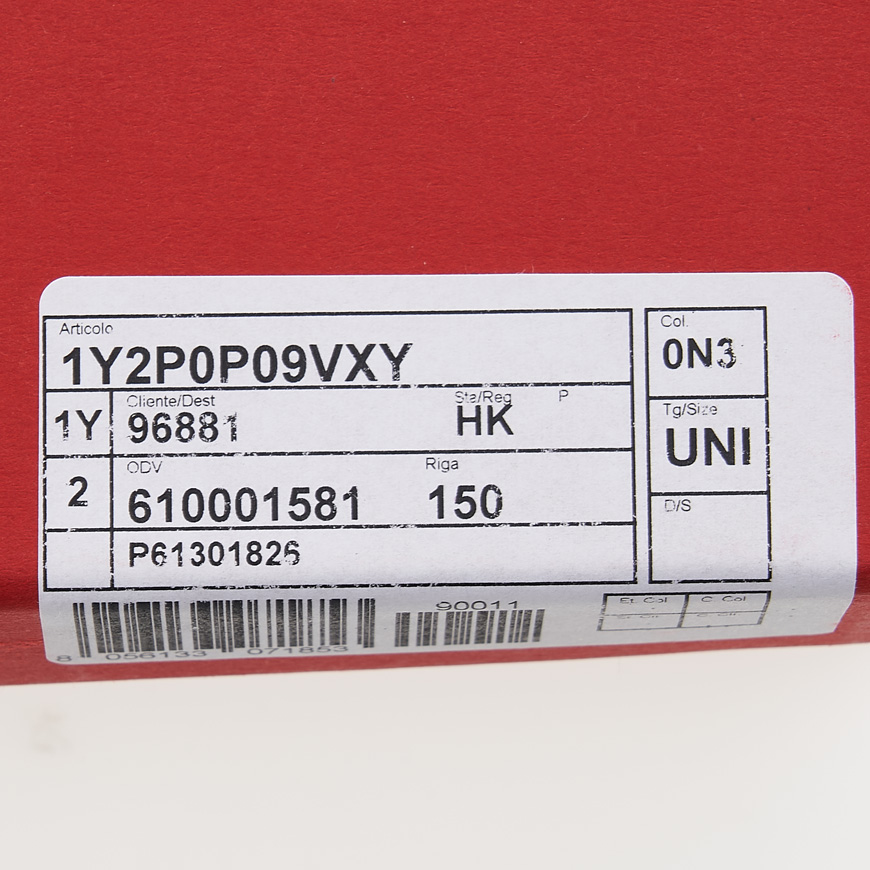 Articolo
1Y2P0P09VXY
Col.
0N3
1Y
Cliente/Dest
96881
Sta/Reg
HK
P
Tg/Size
UNI
2
ODV
610001581
Riga
150
D/S
P61301826
8 056133 071853
90011
Et. Col
C. Col